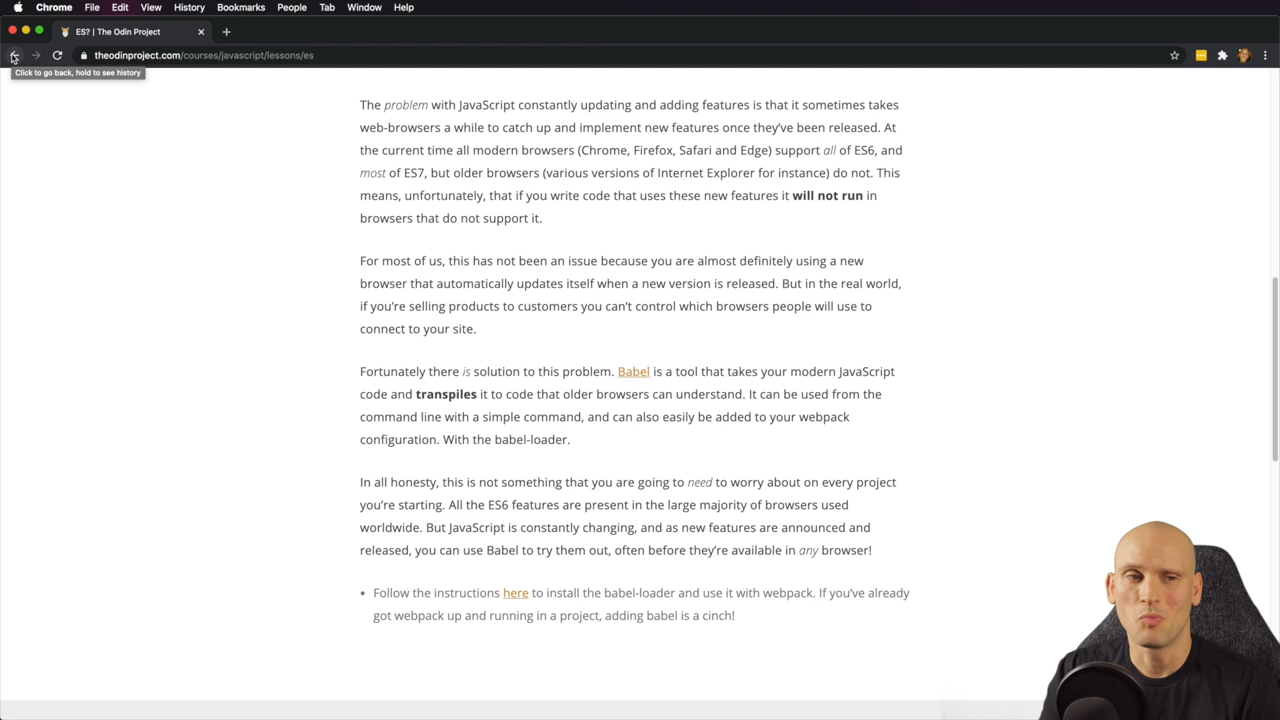 Chrome File Edit View History Bookmarks People Tab Window Help
ES? | The Odin Project
theodinproject.com/courses/javascript/lessons/es
Click to go back, hold to see history
The problem with JavaScript constantly updating and adding features is that it sometimes takes
web-browsers a while to catch up and implement new features once they’ve been released. At
the current time all modern browsers (Chrome, Firefox, Safari and Edge) support all of ES6, and
most of ES7, but older browsers (various versions of Internet Explorer for instance) do not. This
means, unfortunately, that if you write code that uses these new features it will not run in
browsers that do not support it.
For most of us, this has not been an issue because you are almost definitely using a new
browser that automatically updates itself when a new version is released. But in the real world,
if you’re selling products to customers you can’t control which browsers people will use to
connect to your site.
Fortunately there is solution to this problem. Babel is a tool that takes your modern JavaScript
code and transpiles it to code that older browsers can understand. It can be used from the
command line with a simple command, and can also easily be added to your webpack
configuration. With the babel-loader.
In all honesty, this is not something that you are going to need to worry about on every project
you’re starting. All the ES6 features are present in the large majority of browsers used
worldwide. But JavaScript is constantly changing, and as new features are announced and
released, you can use Babel to try them out, often before they’re available in any browser!
• Follow the instructions here to install the babel-loader and use it with webpack. If you’ve already
got webpack up and running in a project, adding babel is a cinch!